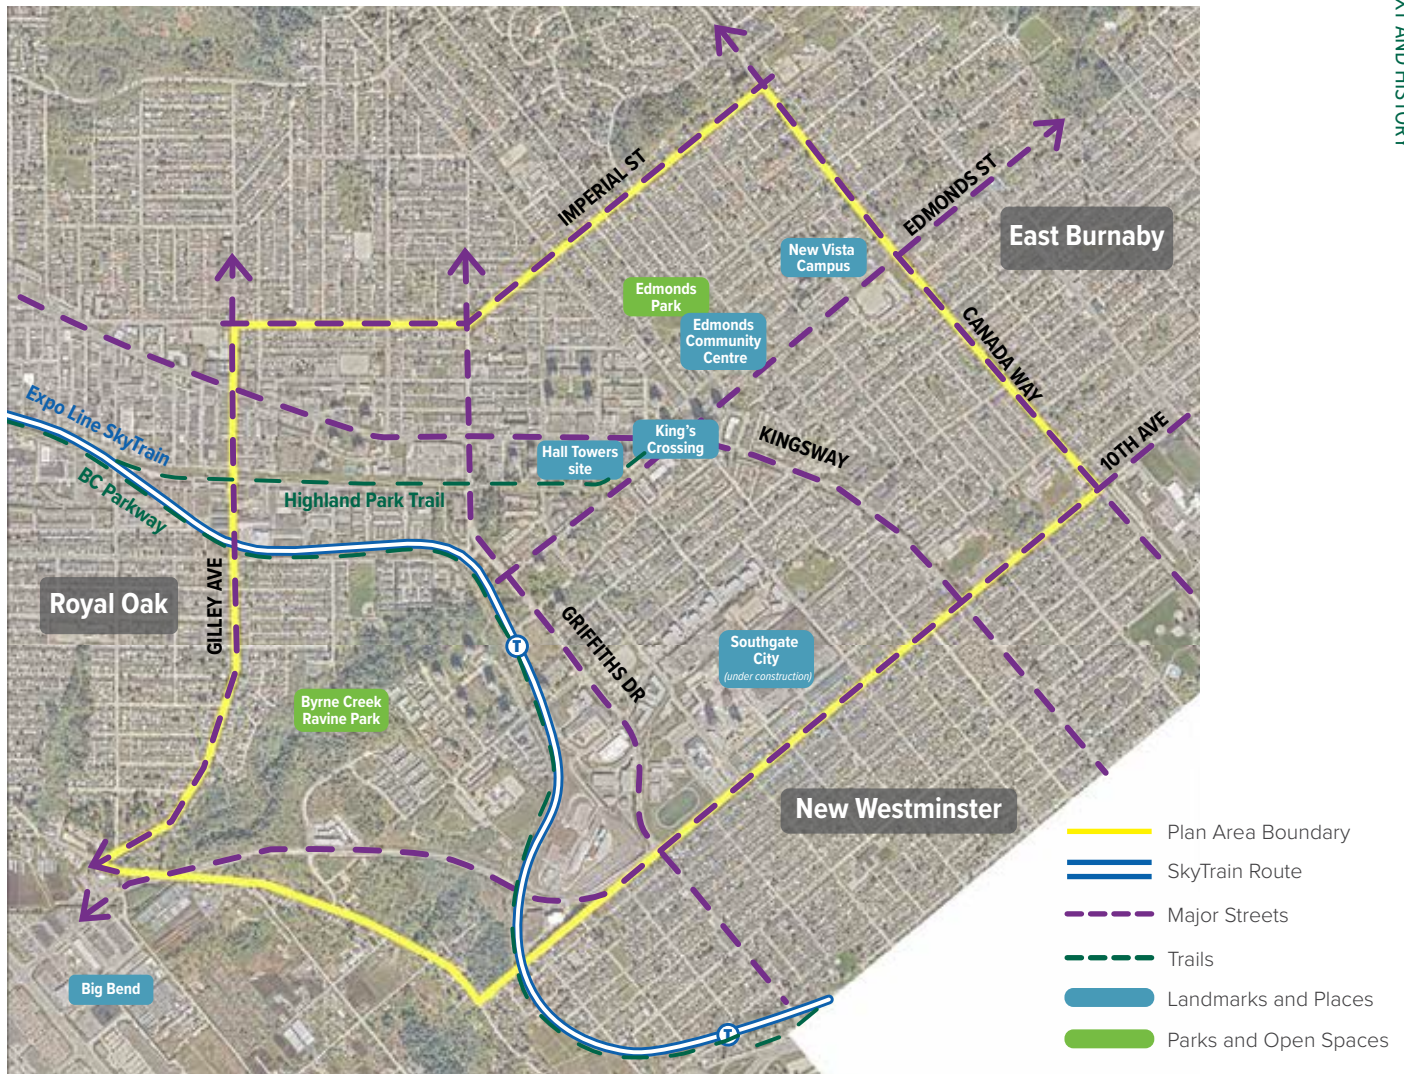 XT AND HISTORY
IMPERIAL ST
EDMONDS ST
East Burnaby
New Vista
Campus
Edmonds
Park
Edmonds
Community
Centre
CANADA WAY
Expo Line SkyTrain
BC Parkway
Highland Park Trail
Hall Towers
site
King's
Crossing
KINGSWAY
10TH AVE
Royal Oak
GILLEY AVE
T
GRIFFITHS DR
Southgate
City
(under construction)
Byrne Creek
Ravine Park
New Westminster
Big Bend
T
Plan Area Boundary
SkyTrain Route
Major Streets
Trails
Landmarks and Places
Parks and Open Spaces